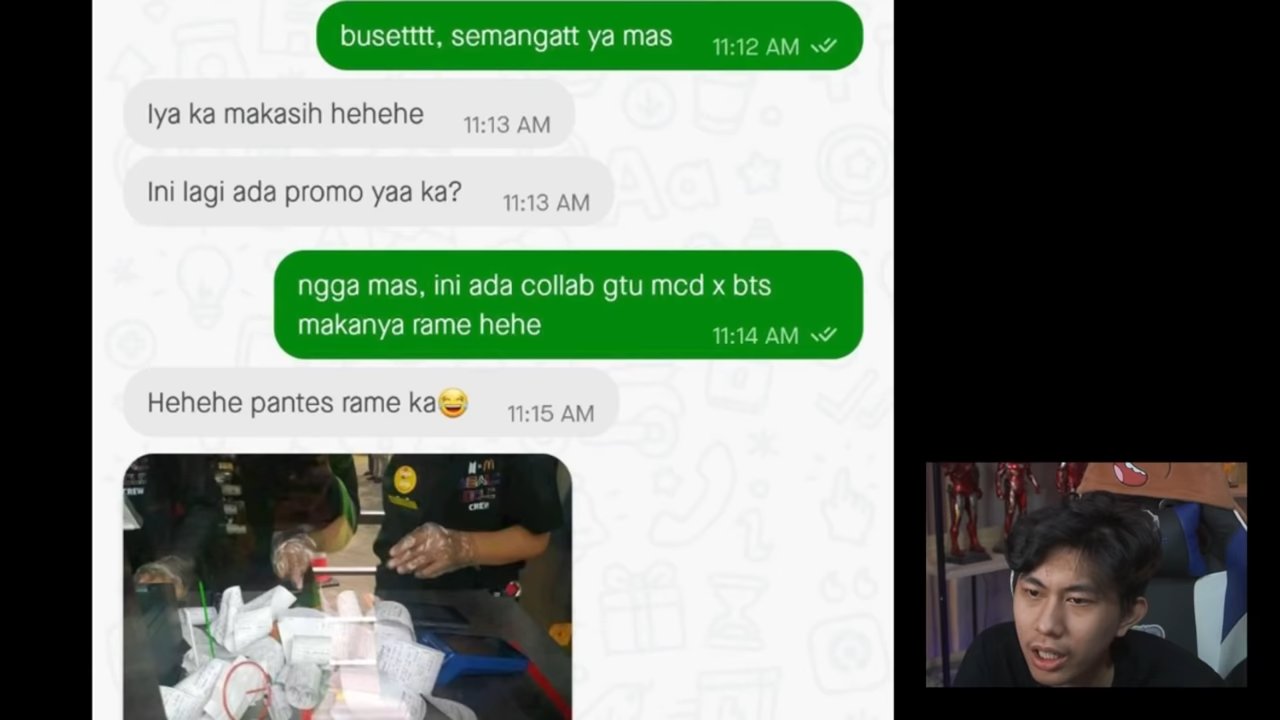 busetttt, semangatt ya mas
11:12 AM
Iya ka makasih hehehe
11:13 AM
Ini lagi ada promo yaa ka?
11:13 AM
ngga mas, ini ada collab gtu mcd x bts
makanya rame hehe
11:14 AM
Hehehe pantes rame ka😆
11:15 AM
CREW
CREW